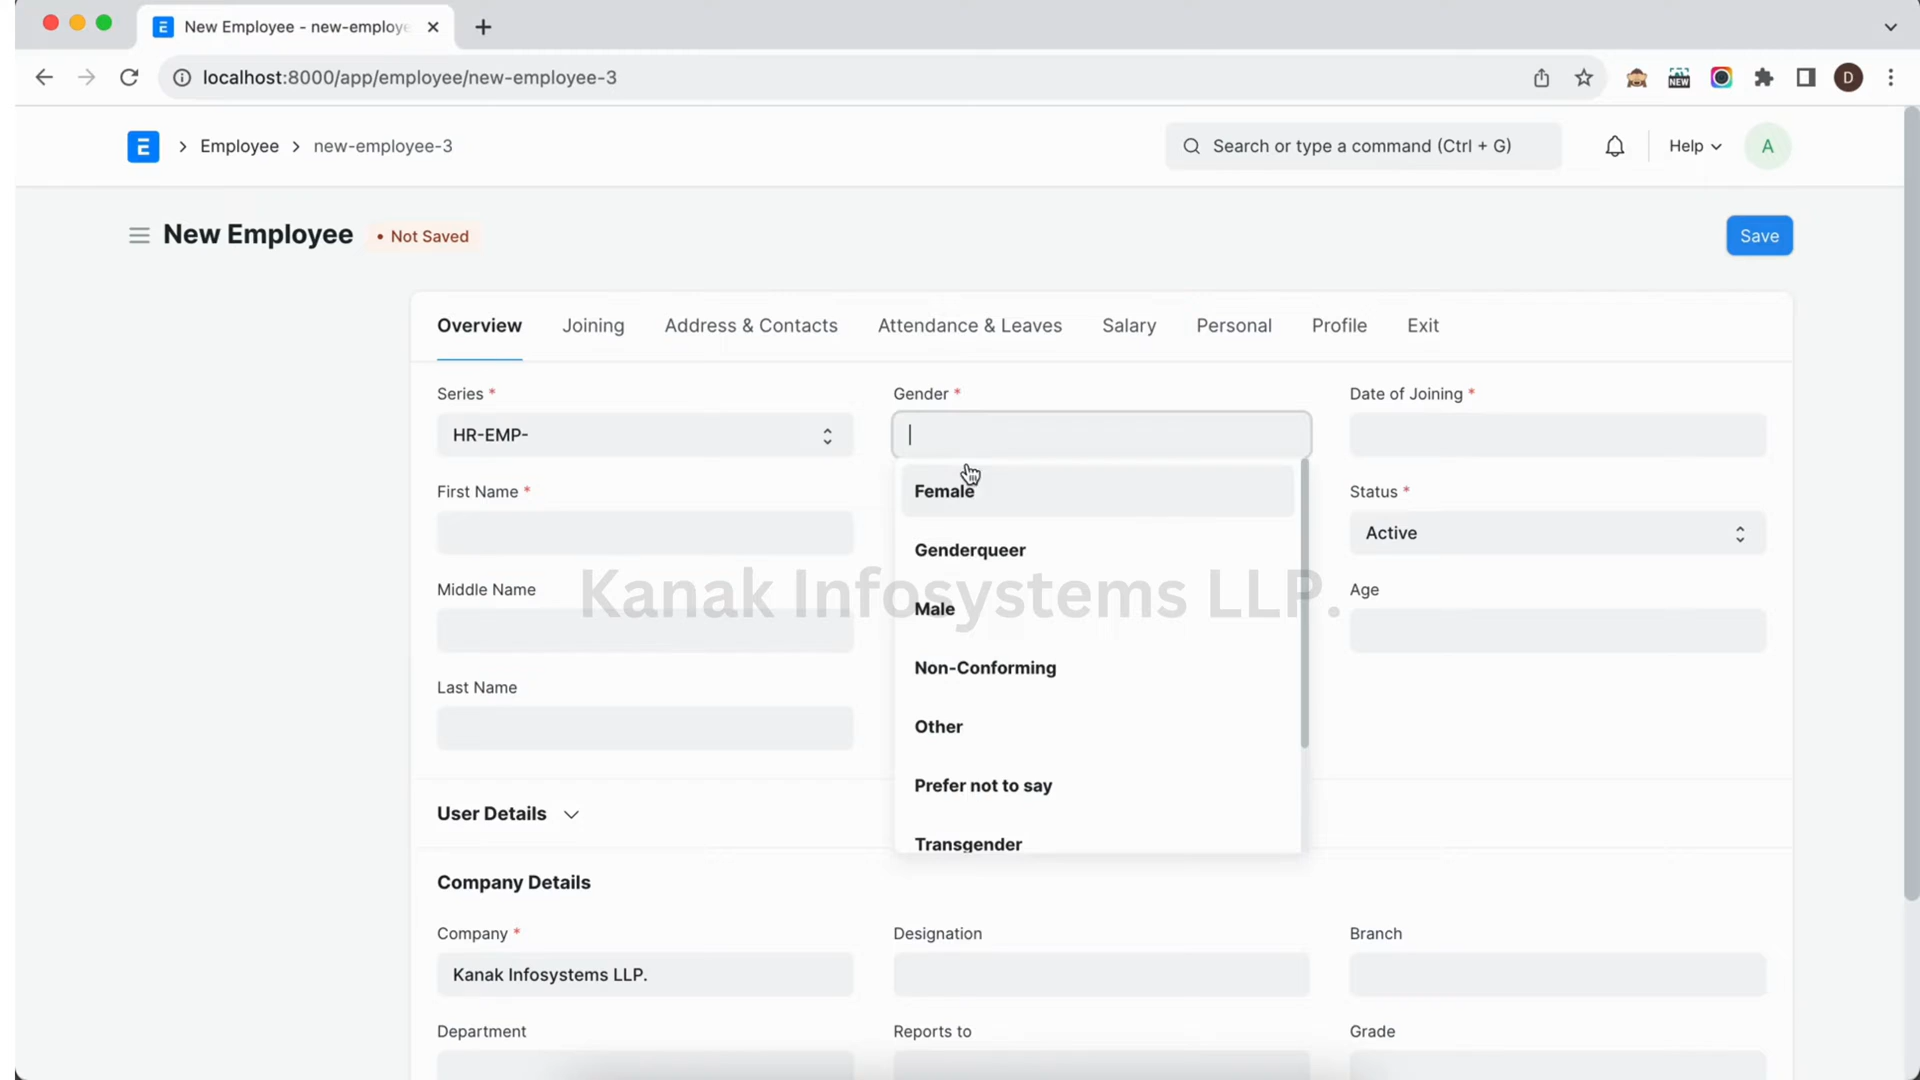 New Employee - new-employe
localhost:8000/app/employee/new-employee-3
NEW
D
E
Employee
new-employee-3
Search or type a command (Ctrl + G)
Help
A
New Employee
• Not Saved
Save
Overview
Joining
Address & Contacts
Attendance & Leaves
Salary
Personal
Profile
Exit
Series *
Gender *
Date of Joining *
HR-EMP-
Female
First Name *
Status *
Active
Genderqueer
Middle Name
Age
Kanak Infosystems LLP.
Male
Non-Conforming
Last Name
Other
Prefer not to say
User Details
Transgender
Company Details
Company *
Designation
Branch
Kanak Infosystems LLP.
Department
Reports to
Grade